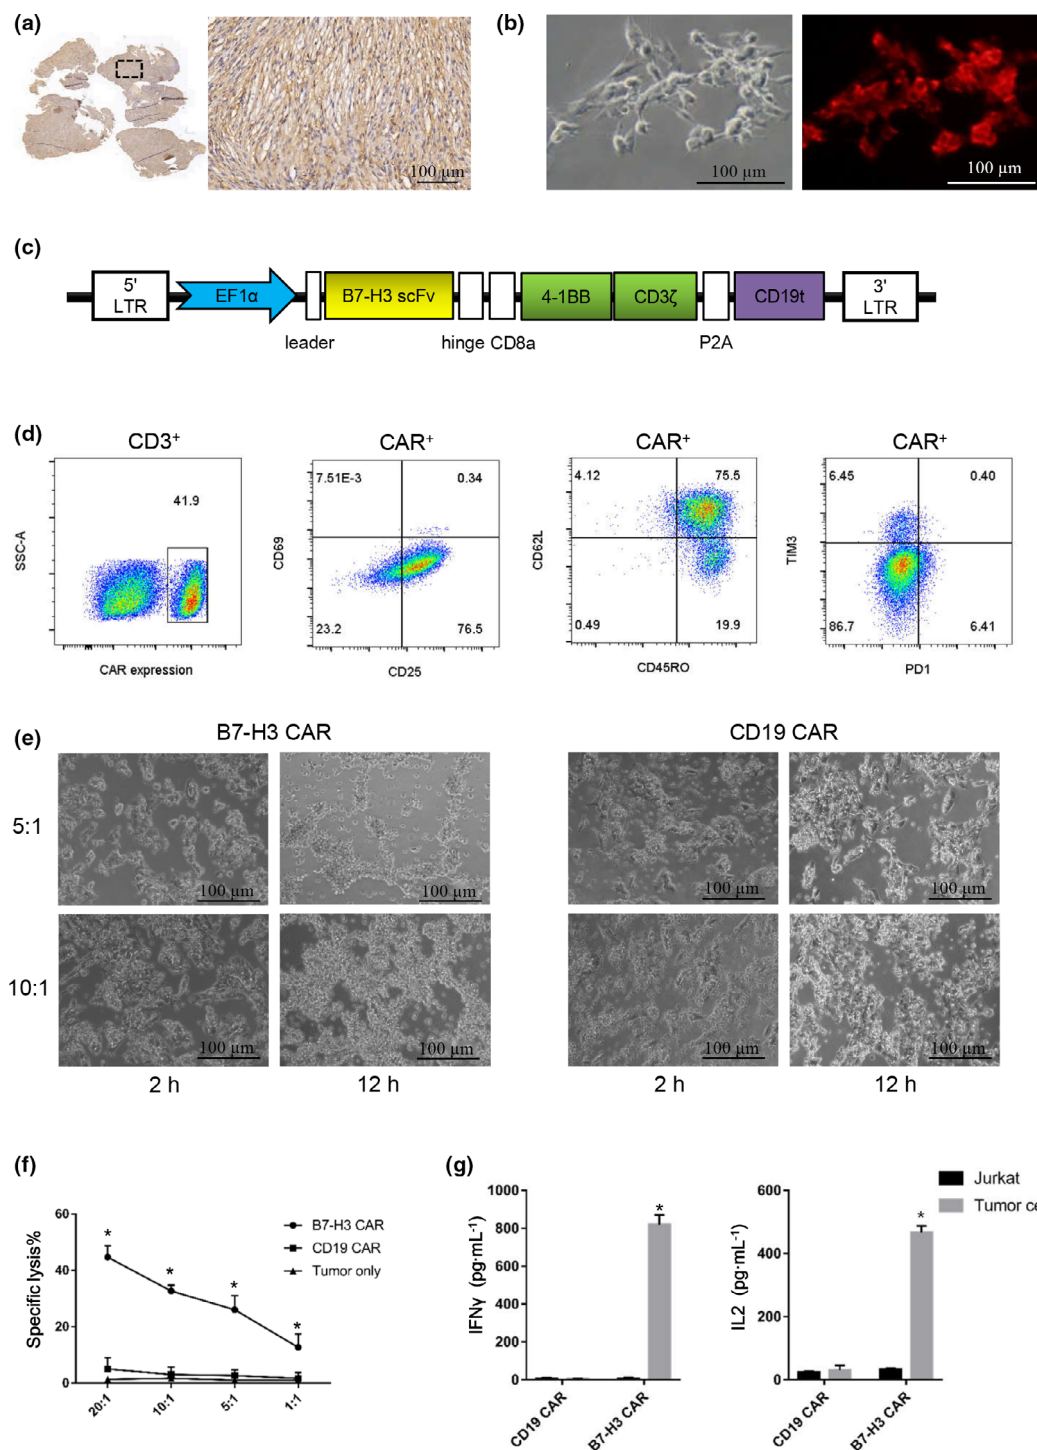 (a)
100 µm
(b)
100 µm
100 µm
(c)
5' LTR
EF1α
B7-H3 scFv
4-1BB
CD3ζ
CD19t
3' LTR
leader
hinge CD8a
P2A
(d)
CD3+
41.9
SSC-A
CAR expression
CAR+
7.51E-3
0.34
CD69
23.2
76.5
CD25
CAR+
4.12
75.5
CD62L
0.49
19.9
CD45RO
CAR+
6.45
0.40
TIM3
86.7
6.41
PD1
(e)
B7-H3 CAR
CD19 CAR
5:1
100 µm
100 µm
100 µm
100 µm
10:1
100 µm
100 µm
100 µm
100 µm
2 h
12 h
2 h
12 h
(f)
Specific lysis%
60
40
20
0
* * * *
B7-H3 CAR
CD19 CAR
Tumor only
20:1
10:1
5:1
1:1
(g)
IFNγ (pg·mL-1)
1000
800
600
400
200
0
*
CD19 CAR
B7-H3 CAR
IL2 (pg·mL-1)
600
400
200
0
*
CD19 CAR
B7-H3 CAR
Jurkat
Tumor ce